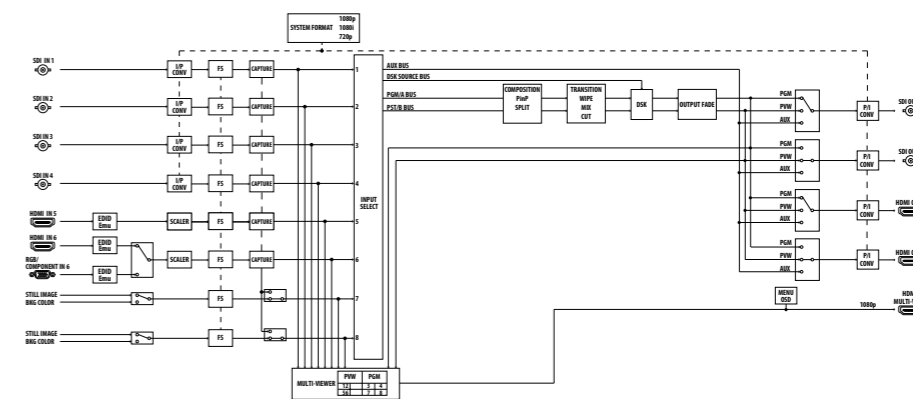 SYSTEM FORMAT
1080p
1080i
720p
SDI IN 1
I/P CONV
FS
CAPTURE
1
AUX BUS
DSK SOURCE BUS
PGM/A BUS
PST/B BUS
COMPOSITION
PinP
SPLIT
TRANSITION
WIPE
MIX
CUT
DSK
OUTPUT FADE
PGM
PVW
AUX
P/I CONV
SDI IN 2
I/P CONV
FS
CAPTURE
2
SDI IN 3
I/P CONV
FS
CAPTURE
3
PGM
PVW
AUX
P/I CONV
SDI IN 4
I/P CONV
FS
CAPTURE
4
INPUT SELECT
PGM
PVW
AUX
P/I CONV
HDMI IN 5
EDID Emu
SCALER
FS
CAPTURE
5
HDMI IN 6
EDID Emu
RGB/
COMPONENT IN 6
EDID Emu
SCALER
FS
CAPTURE
6
PGM
PVW
AUX
P/I CONV
STILL IMAGE
BKG COLOR
FS
7
MENU OSD
1080p
STILL IMAGE
BKG COLOR
FS
8
MULTI-VIEWER
PVW
PGM
12
3
4
56
7
8